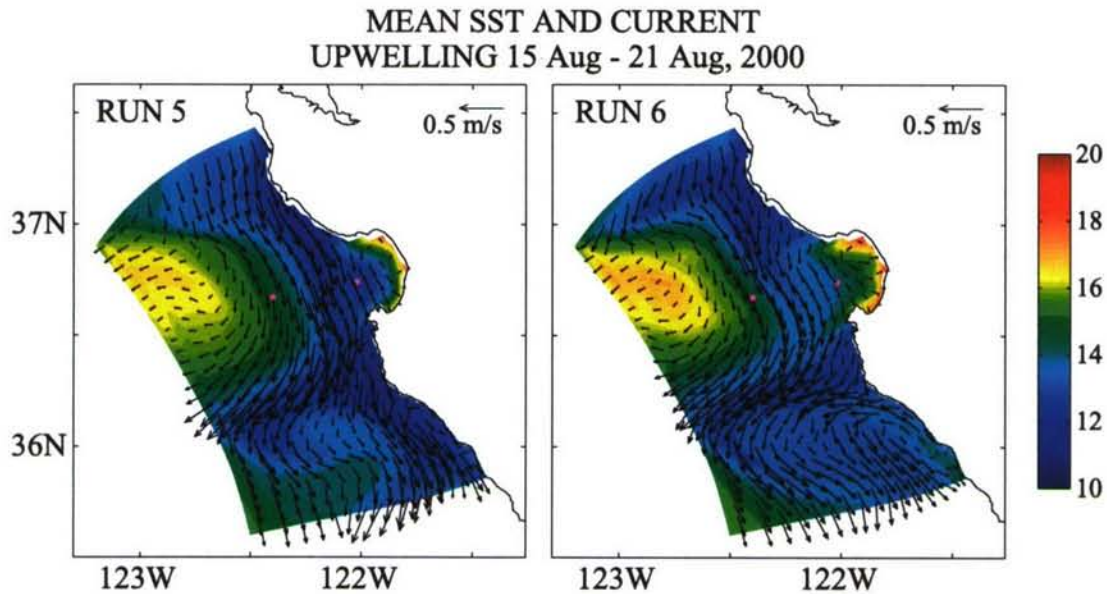 MEAN SST AND CURRENT
UPWELLING 15 Aug - 21 Aug, 2000
RUN 5
0.5 m/s
RUN 6
0.5 m/s
37N
36N
123W
122W
123W
122W
20
18
16
14
12
10